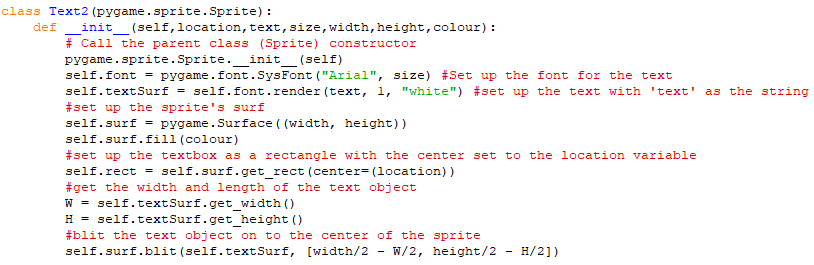 class Text2(pygame.sprite.Sprite):
    def __init__(self,location,text,size,width,height,colour):
        # Call the parent class (Sprite) constructor
        pygame.sprite.Sprite.__init__(self)
        self.font = pygame.font.SysFont("Arial", size) #Set up the font for the text
        self.textSurf = self.font.render(text, 1, "white") #set up the text with 'text' as the string
        #set up the sprite's surf
        self.surf = pygame.Surface((width, height))
        self.surf.fill(colour)
        #set up the textbox as a rectangle with the center set to the location variable
        self.rect = self.surf.get_rect(center=(location))
        #get the width and length of the text object
        W = self.textSurf.get_width()
        H = self.textSurf.get_height()
        #blit the text object on to the center of the sprite
        self.surf.blit(self.textSurf, [width/2 - W/2, height/2 - H/2])